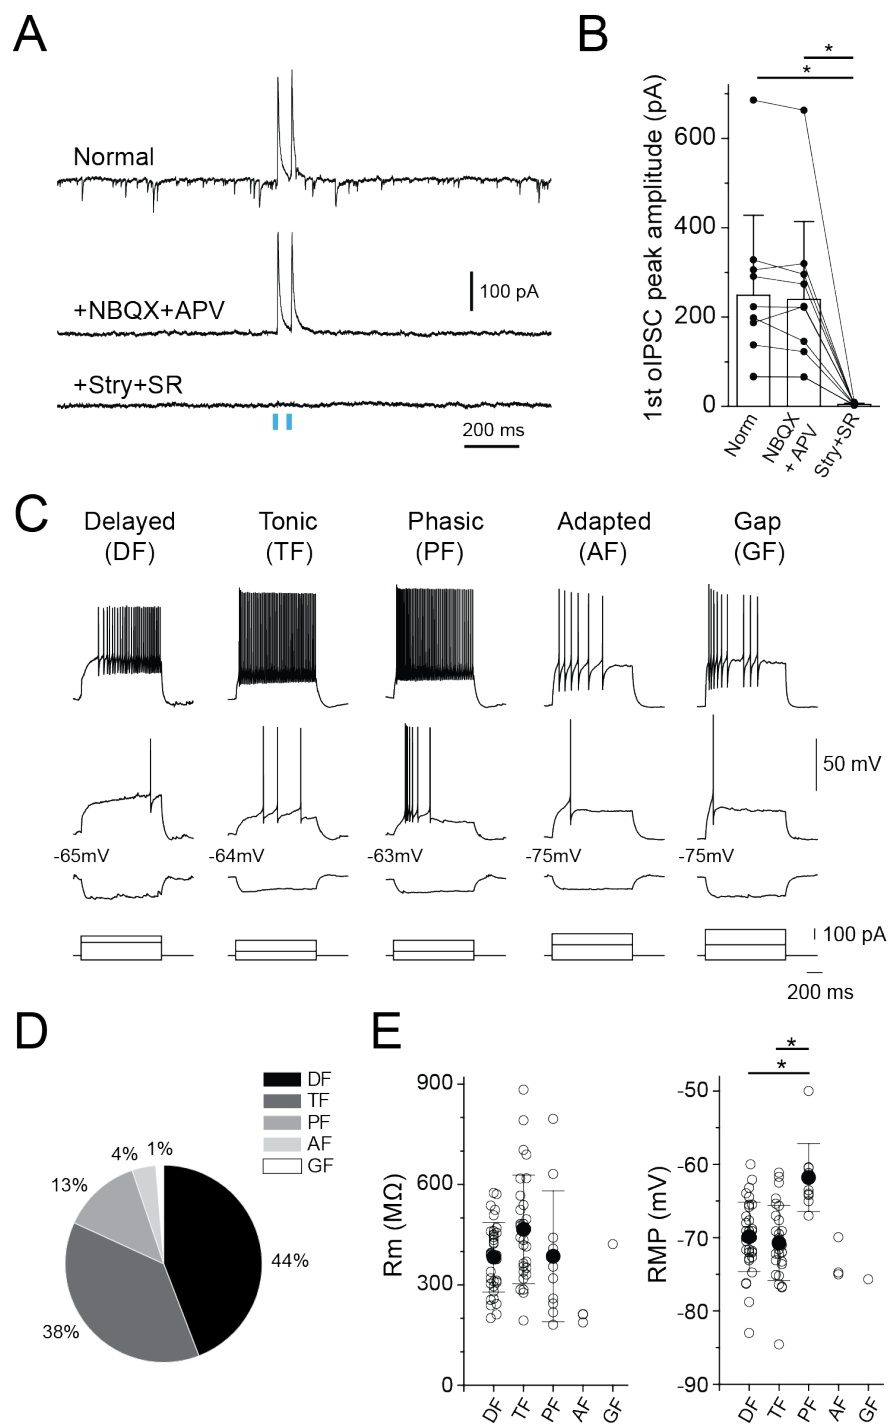 A
Normal
+NBQX+APV
100 pA
+Stry+SR
200 ms
B
*
*
1st oIPSC peak amplitude (pA)
600
400
200
0
Norm
NBQX
+ APV
Stry+SR
C
Delayed
(DF)
Tonic
(TF)
Phasic
(PF)
Adapted
(AF)
Gap
(GF)
50 mV
-65mV
-64mV
-63mV
-75mV
-75mV
100 pA
200 ms
D
DF
TF
PF
AF
GF
4%
1%
13%
44%
38%
E
Rm (MΩ)
900
600
300
0
DF
TF
PF
AF
GF
*
*
RMP (mV)
-50
-60
-70
-80
-90
DF
TF
PF
AF
GF